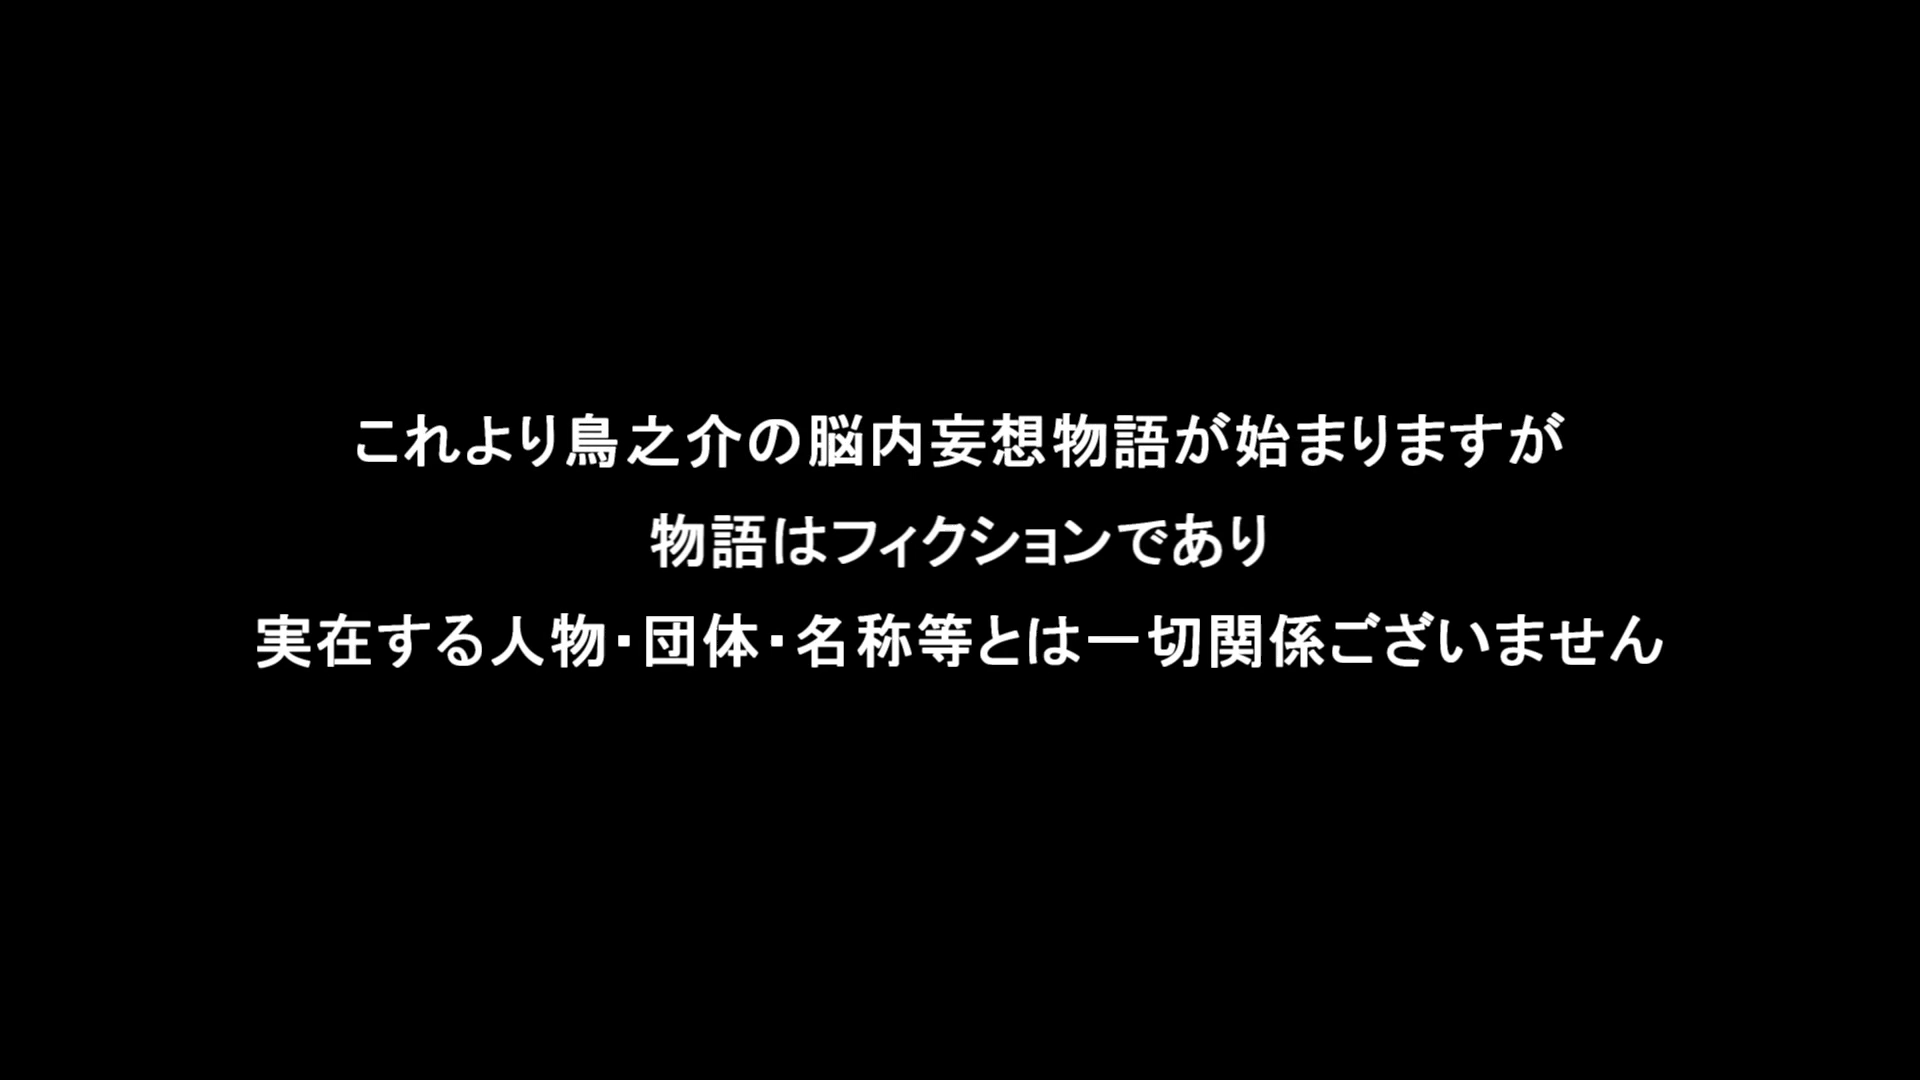 これより鳥之介の脳内妄想物語が始まりますが
物語はフィクションであり
実在する人物・団体・名称等とは一切関係ございません